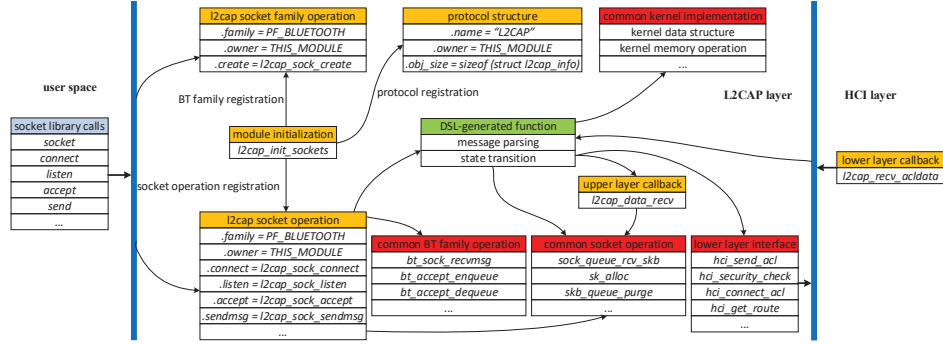 l2cap socket family operation
.family = PF_BLUETOOTH
.owner = THIS_MODULE
.create = l2cap_sock_create
protocol structure
.name = “L2CAP”
.owner = THIS_MODULE
.obj_size = sizeof (struct l2cap_info)
common kernel implementation
kernel data structure
kernel memory operation
...
user space
BT family registration
protocol registration
L2CAP layer
HCI layer
socket library calls
socket
connect
listen
accept
send
...
module initialization
l2cap_init_sockets
DSL-generated function
message parsing
state transition
lower layer callback
l2cap_recv_acldata
socket operation registration
upper layer callback
l2cap_data_recv
l2cap socket operation
.family = PF_BLUETOOTH
.owner = THIS_MODULE
.connect = l2cap_sock_connect
.listen = l2cap_sock_listen
.accept = l2cap_sock_accept
.sendmsg = l2cap_sock_sendmsg
...
common BT family operation
bt_sock_recvmsg
bt_accept_enqueue
bt_accept_dequeue
...
common socket operation
sock_queue_rcv_skb
sk_alloc
skb_queue_purge
...
lower layer interface
hci_send_acl
hci_security_check
hci_connect_acl
hci_get_route
...